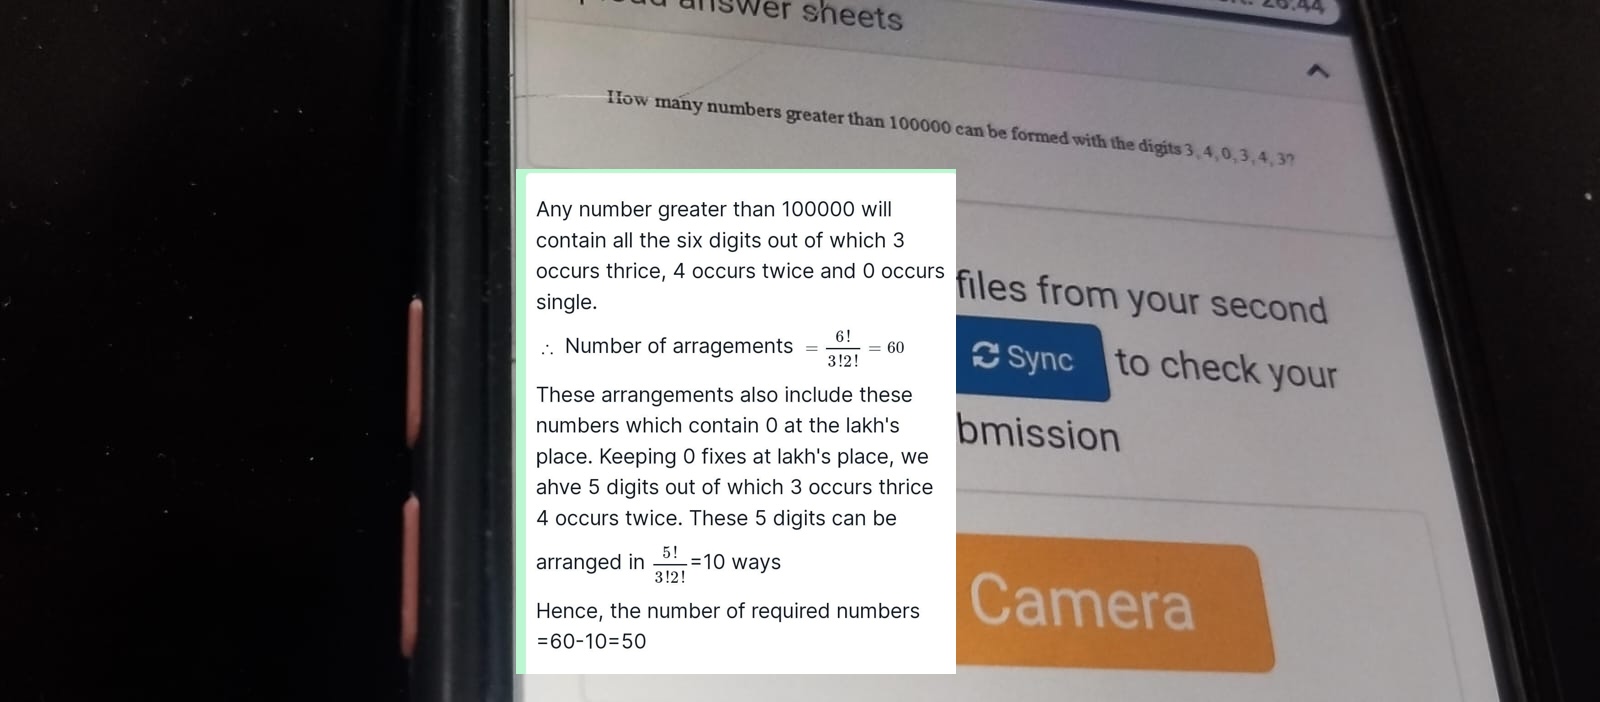 answer sheets
26:44
How many numbers greater than 100000 can be formed with the digits 3, 4, 0, 3, 4, 3?
Any number greater than 100000 will
contain all the six digits out of which 3
occurs thrice, 4 occurs twice and 0 occurs
single.
∴ Number of arragements = 6!/3!2! = 60
These arrangements also include these
numbers which contain 0 at the lakh's
place. Keeping 0 fixes at lakh's place, we
ahve 5 digits out of which 3 occurs thrice
4 occurs twice. These 5 digits can be
arranged in 5!/3!2! =10 ways
Hence, the number of required numbers
=60-10=50
files from your second
Sync to check your
bmission
Camera